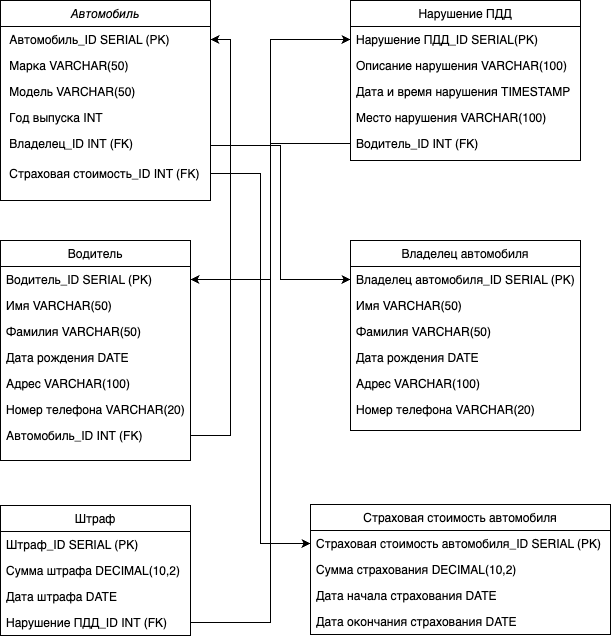 Автомобиль
Автомобиль_ID SERIAL (PK)
Марка VARCHAR(50)
Модель VARCHAR(50)
Год выпуска INT
Владелец_ID INT (FK)
Страховая стоимость_ID INT (FK)
Нарушение ПДД
Нарушение ПДД_ID SERIAL(PK)
Описание нарушения VARCHAR(100)
Дата и время нарушения TIMESTAMP
Место нарушения VARCHAR(100)
Водитель_ID INT (FK)
Водитель
Водитель_ID SERIAL (PK)
Имя VARCHAR(50)
Фамилия VARCHAR(50)
Дата рождения DATE
Адрес VARCHAR(100)
Номер телефона VARCHAR(20)
Автомобиль_ID INT (FK)
Владелец автомобиля
Владелец автомобиля_ID SERIAL (PK)
Имя VARCHAR(50)
Фамилия VARCHAR(50)
Дата рождения DATE
Адрес VARCHAR(100)
Номер телефона VARCHAR(20)
Штраф
Штраф_ID SERIAL (PK)
Сумма штрафа DECIMAL(10,2)
Дата штрафа DATE
Нарушение ПДД_ID INT (FK)
Страховая стоимость автомобиля
Страховая стоимость автомобиля_ID SERIAL (PK)
Сумма страхования DECIMAL(10,2)
Дата начала страхования DATE
Дата окончания страхования DATE